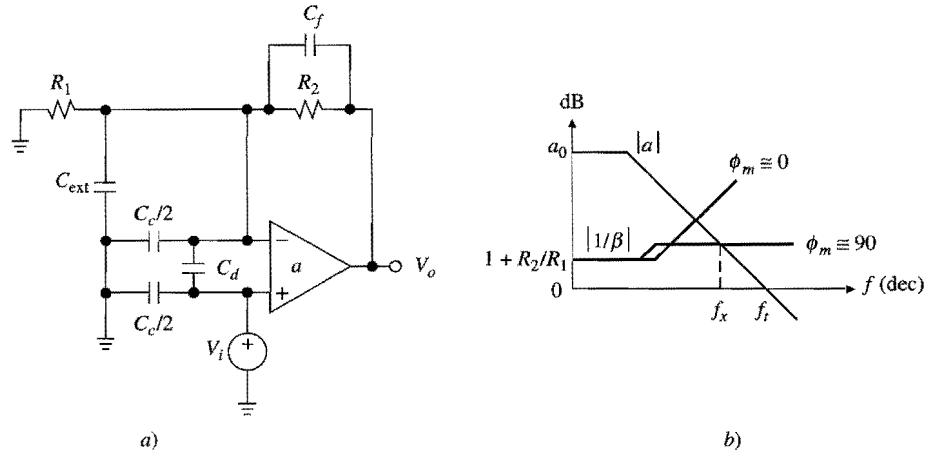 C_f
R_1
R_2
C_ext
C_c/2
C_d
C_c/2
−
a
+
V_o
V_i
+
a)
dB
a_0
|a|
ϕ_m ≅ 0
|1/β|
ϕ_m ≅ 90
1 + R_2/R_1
0
f_x
f_t
f (dec)
b)